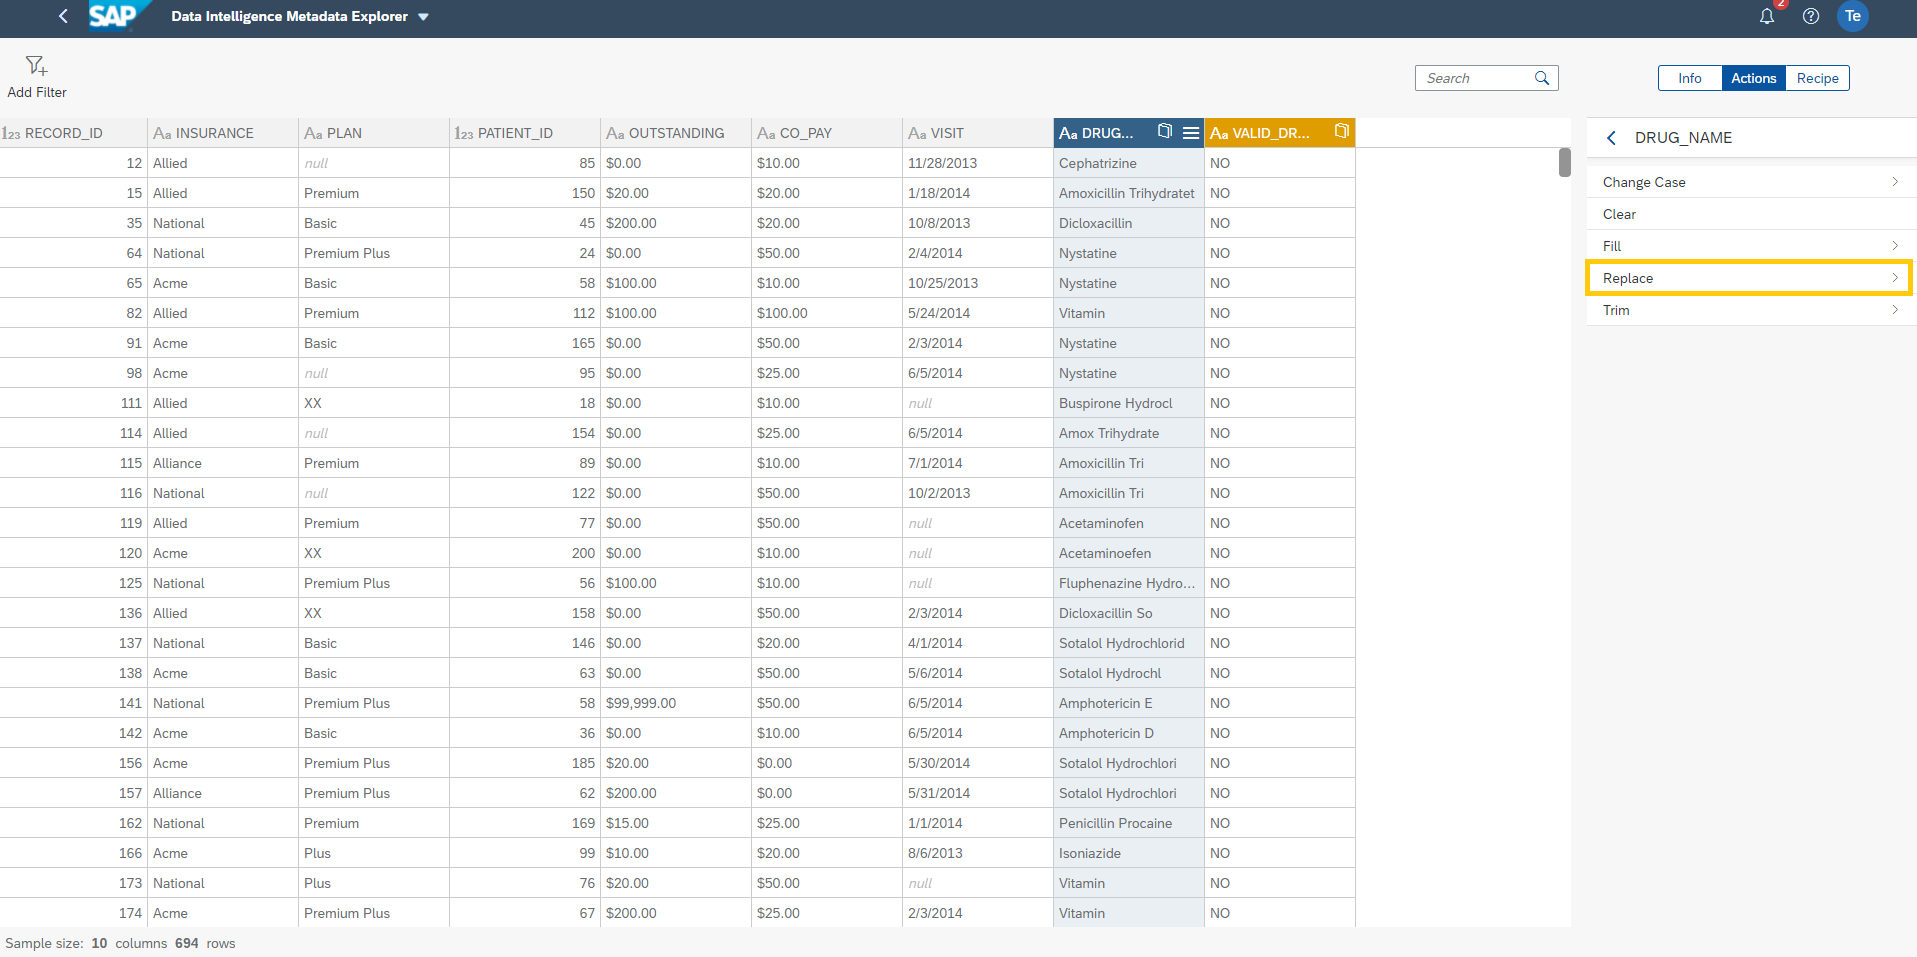 SAP Data Intelligence Metadata Explorer 2 Te
Add Filter Search Info Actions Recipe
123 RECORD_ID Aa INSURANCE Aa PLAN 123 PATIENT_ID Aa OUTSTANDING Aa CO_PAY Aa VISIT Aa DRUG... Aa VALID_DR...
12 Allied null 85 $0.00 $10.00 11/28/2013 Cephatrizine NO
15 Allied Premium 150 $20.00 $20.00 1/18/2014 Amoxicillin Trihydratet NO
35 National Basic 45 $200.00 $20.00 10/8/2013 Dicloxacillin NO
64 National Premium Plus 24 $0.00 $50.00 2/4/2014 Nystatine NO
65 Acme Basic 58 $100.00 $10.00 10/25/2013 Nystatine NO
82 Allied Premium 112 $100.00 $100.00 5/24/2014 Vitamin NO
91 Acme Basic 165 $0.00 $50.00 2/3/2014 Nystatine NO
98 Acme null 95 $0.00 $25.00 6/5/2014 Nystatine NO
111 Allied XX 18 $0.00 $10.00 null Buspirone Hydrocl NO
114 Allied null 154 $0.00 $25.00 6/5/2014 Amox Trihydrate NO
115 Alliance Premium 89 $0.00 $10.00 7/1/2014 Amoxicillin Tri NO
116 National null 122 $0.00 $50.00 10/2/2013 Amoxicillin Tri NO
119 Allied Premium 77 $0.00 $50.00 null Acetaminofen NO
120 Acme XX 200 $0.00 $10.00 null Acetaminoefen NO
125 National Premium Plus 56 $100.00 $10.00 null Fluphenazine Hydro... NO
136 Allied XX 158 $0.00 $50.00 2/3/2014 Dicloxacillin So NO
137 National Basic 146 $0.00 $20.00 4/1/2014 Sotalol Hydrochlorid NO
138 Acme Basic 63 $0.00 $50.00 5/6/2014 Sotalol Hydrochl NO
141 National Premium Plus 58 $99,999.00 $50.00 6/5/2014 Amphotericin E NO
142 Acme Basic 36 $0.00 $10.00 6/5/2014 Amphotericin D NO
156 Acme Premium Plus 185 $20.00 $0.00 5/30/2014 Sotalol Hydrochlori NO
157 Alliance Premium Plus 62 $200.00 $0.00 5/31/2014 Sotalol Hydrochlori NO
162 National Premium 169 $15.00 $25.00 1/1/2014 Penicillin Procaine NO
166 Acme Plus 99 $10.00 $20.00 8/6/2013 Isoniazide NO
173 National Plus 76 $20.00 $50.00 null Vitamin NO
174 Acme Premium Plus 67 $200.00 $25.00 2/3/2014 Vitamin NO
Sample size: 10 columns 694 rows
DRUG_NAME
Change Case
Clear
Fill
Replace
Trim